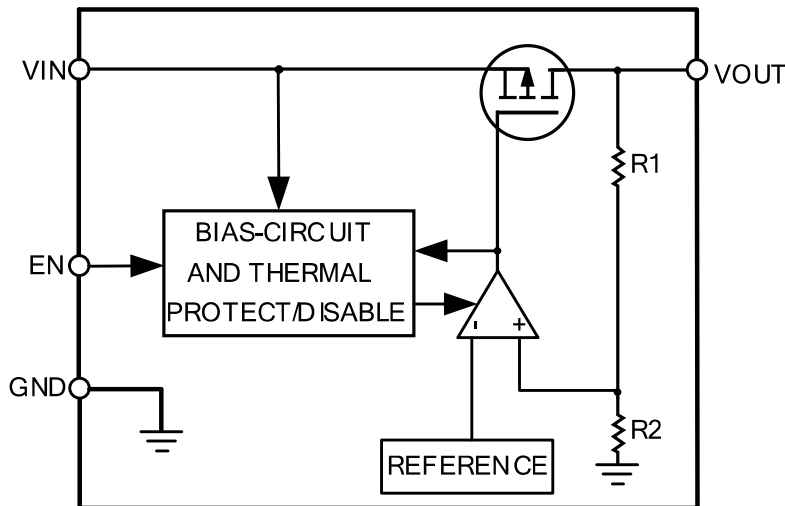 VIN
VOUT
R1
BIAS-CIRCUIT
AND THERMAL
PROTECT/DISABLE
EN
- +
GND
R2
REFERENCE